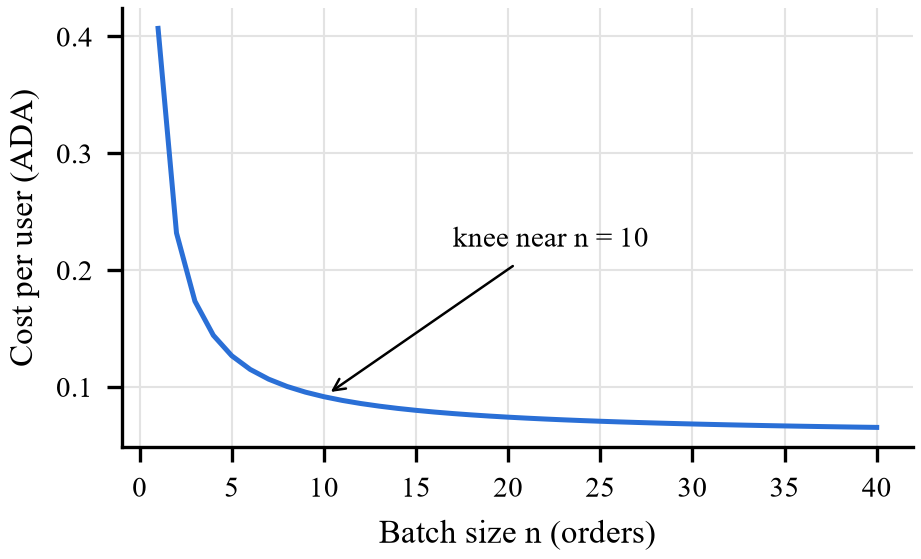 0.4
0.3
0.2
0.1
Cost per user (ADA)
knee near n = 10
0 5 10 15 20 25 30 35 40
Batch size n (orders)